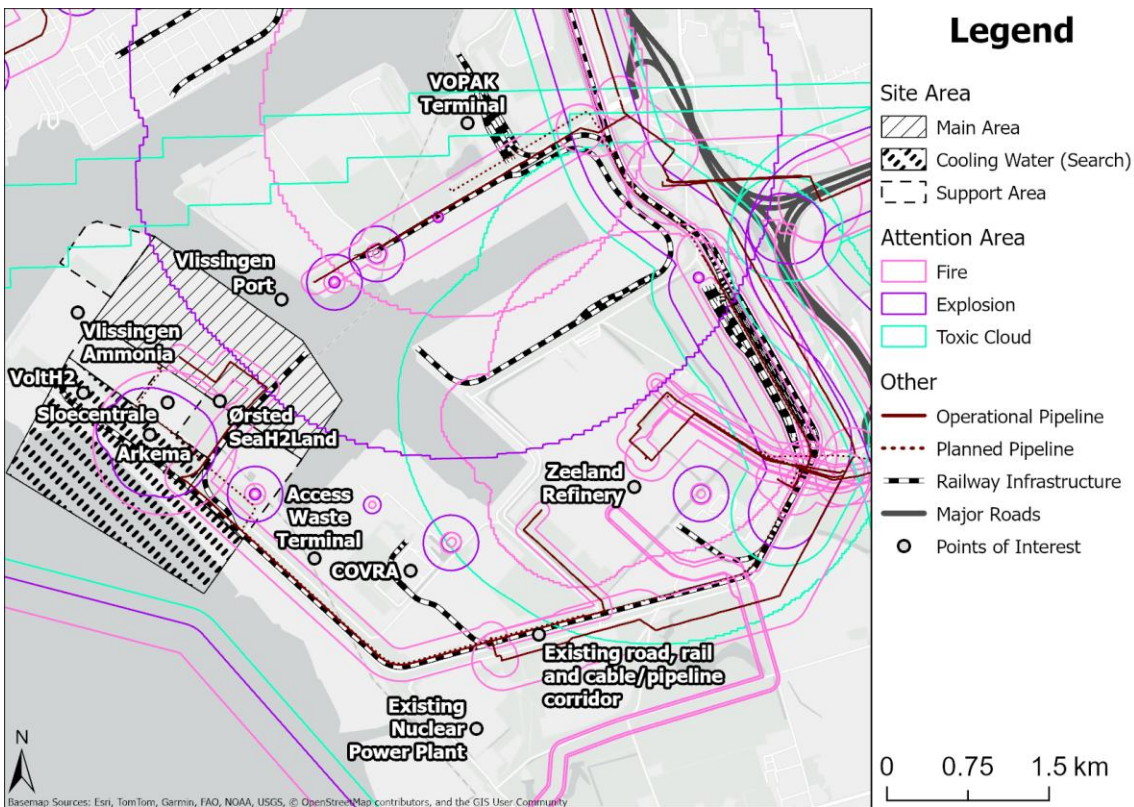 VOPAK
Terminal
Vlissingen
Port
Vlissingen
Ammonia
VoltH2
Sloecentrale
Arkema
Ørsted
SeaH2Land
Access
Waste
Terminal
COVRA
Zeeland
Refinery
Existing road, rail
and cable/pipeline
corridor
Existing
Nuclear
Power Plant
N
Basemap Sources: Esri, TomTom, Garmin, FAO, NOAA, USGS, © OpenStreetMap contributors, and the GIS User Community
Legend
Site Area
Main Area
Cooling Water (Search)
Support Area
Attention Area
Fire
Explosion
Toxic Cloud
Other
Operational Pipeline
Planned Pipeline
Railway Infrastructure
Major Roads
Points of Interest
0 0.75 1.5 km